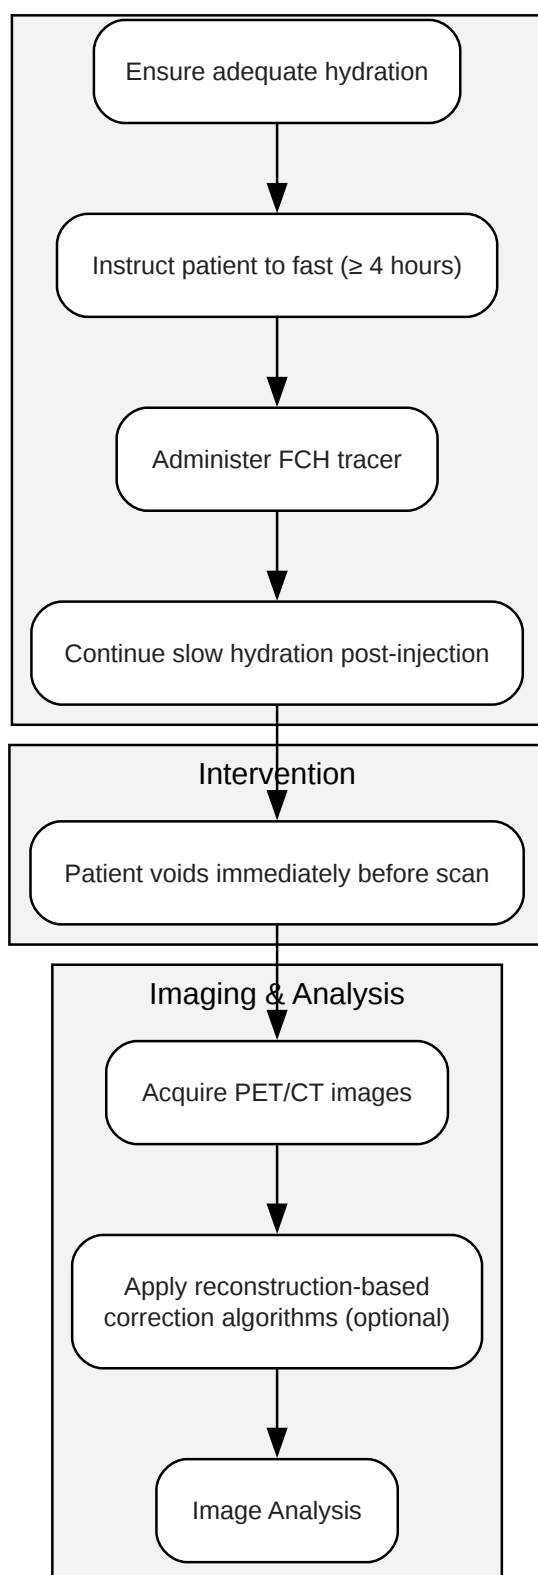 Ensure adequate hydration
Instruct patient to fast (≥ 4 hours)
Administer FCH tracer
Continue slow hydration post-injection
Intervention
Patient voids immediately before scan
Imaging & Analysis
Acquire PET/CT images
Apply reconstruction-based
correction algorithms (optional)
Image Analysis